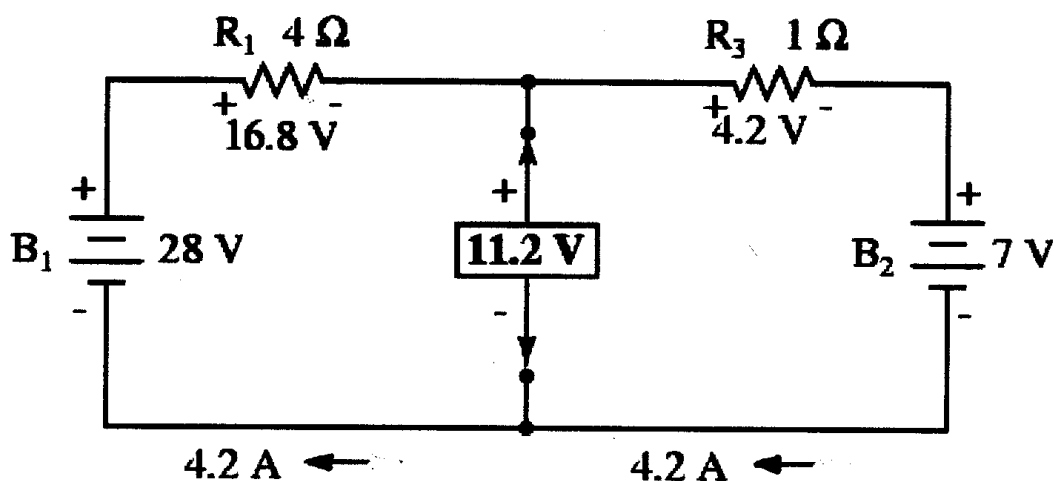 R₁ 4 Ω
R₃ 1 Ω
+ -
+ -
16.8 V
4.2 V
+
+
+
B₁ 28 V
11.2 V
B₂ 7 V
-
-
-
4.2 A
4.2 A